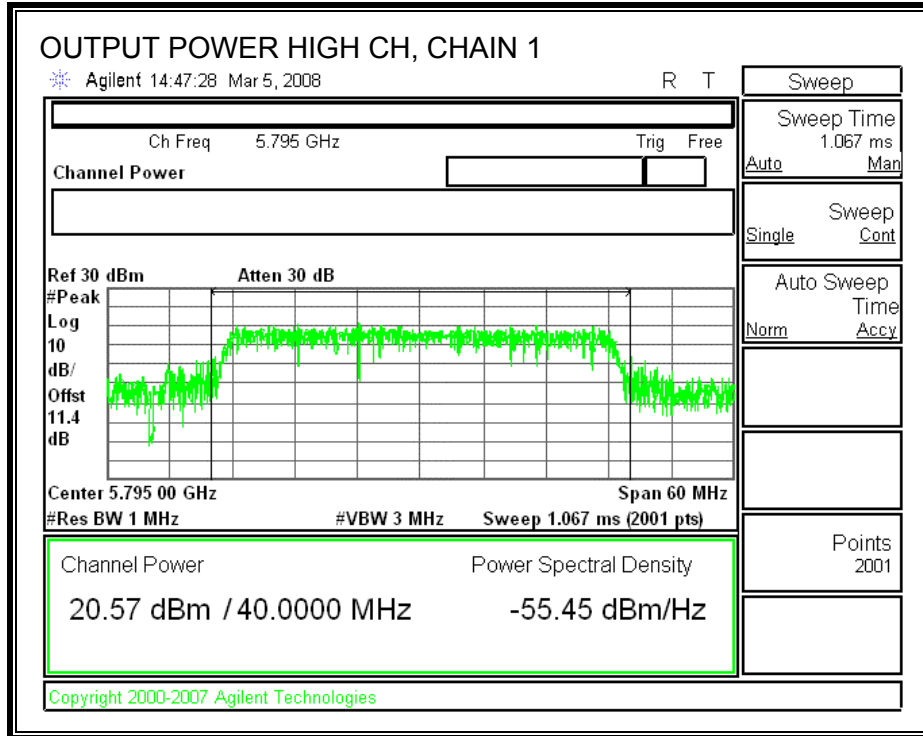 OUTPUT POWER HIGH CH, CHAIN 1
Agilent 14:47:28 Mar 5, 2008 R T
Ch Freq 5.795 GHz Trig Free
Channel Power
Ref 30 dBm Atten 30 dB
#Peak
Log
10
dB/
Offst
11.4
dB
Center 5.795 00 GHz Span 60 MHz
#Res BW 1 MHz #VBW 3 MHz Sweep 1.067 ms (2001 pts)
Channel Power Power Spectral Density
20.57 dBm / 40.0000 MHz -55.45 dBm/Hz
Copyright 2000-2007 Agilent Technologies
Sweep
Sweep Time
1.067 ms
Auto Man
Sweep
Single Cont
Auto Sweep
Time
Norm Accy
Points
2001